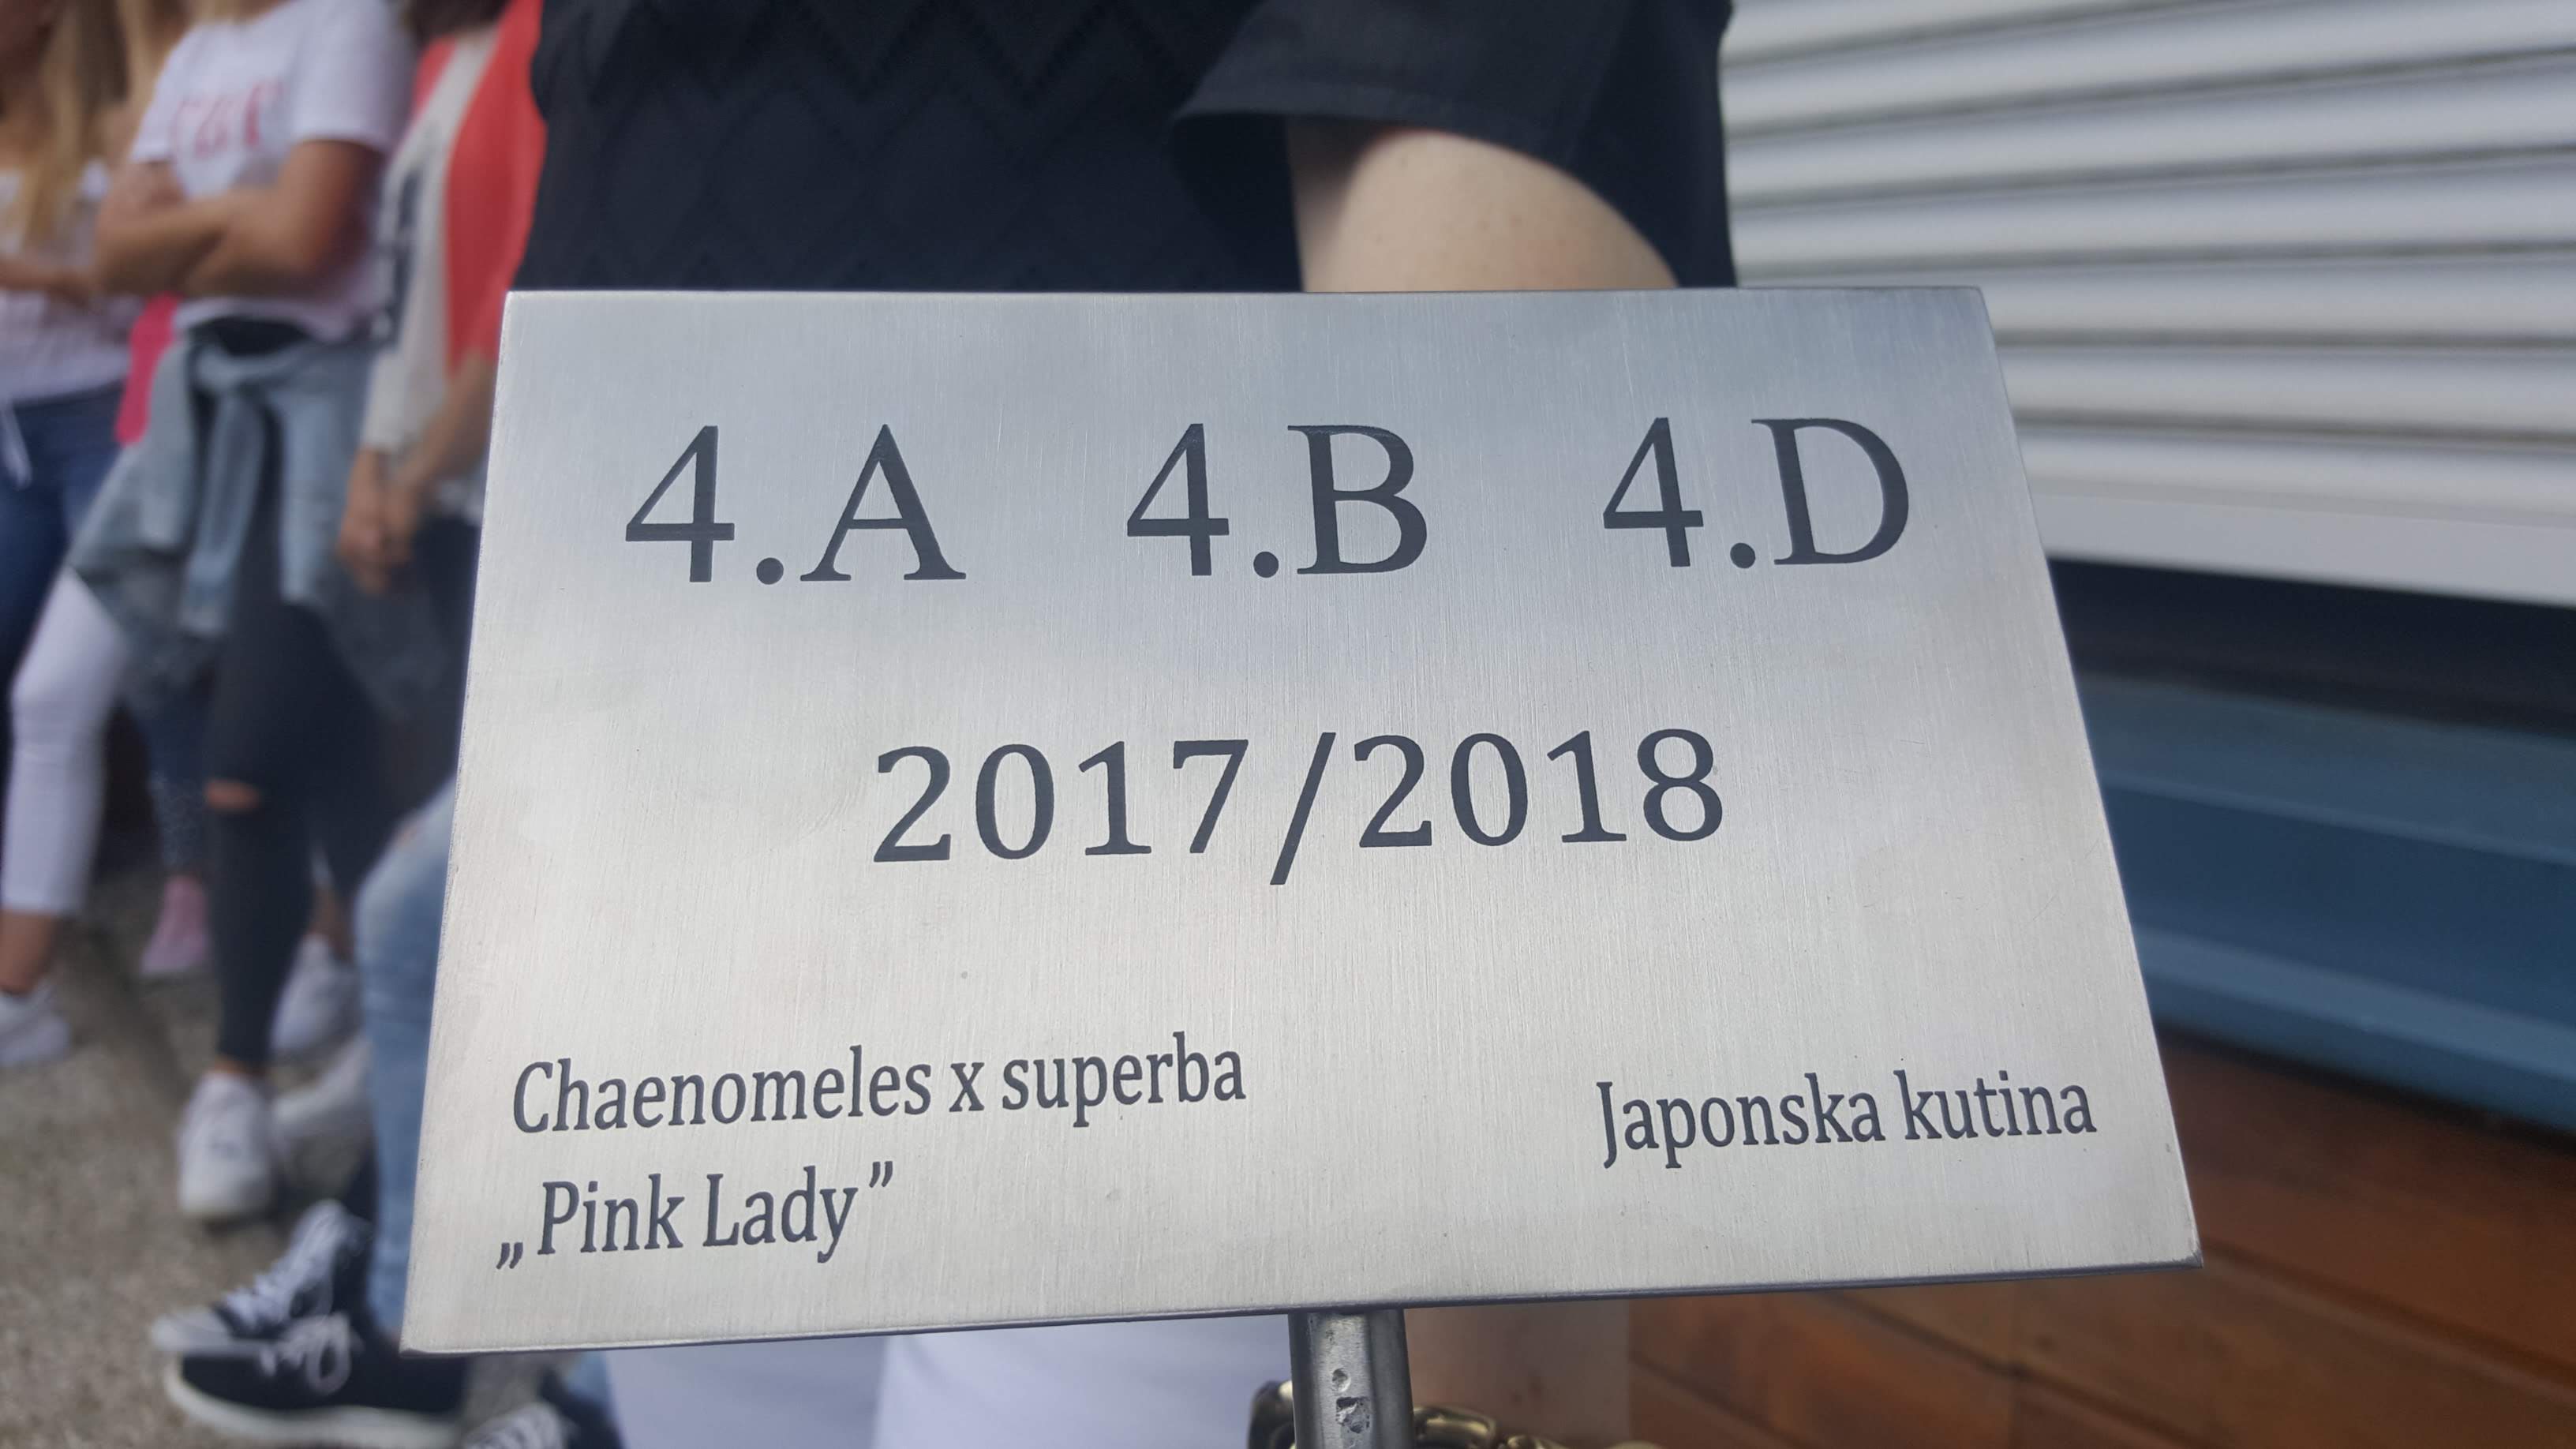 4.A 4.B 4.D
2017/2018
Chaenomeles x superba
„Pink Lady”
Japonska kutina